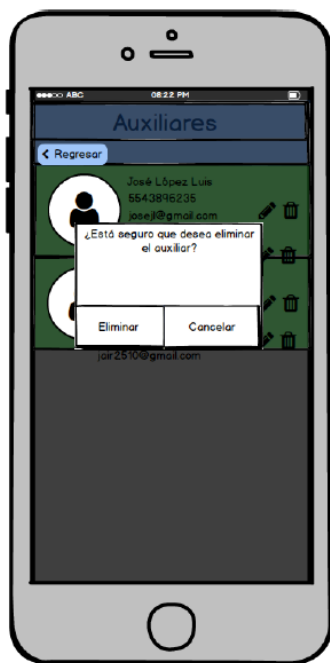 ABC 08:22 PM
Auxiliares
Regresar
José López Luis
5543896235
josejl@gmail.com
¿Está seguro que desea eliminar
el auxiliar?
Eliminar Cancelar
jair2510@gmail.com